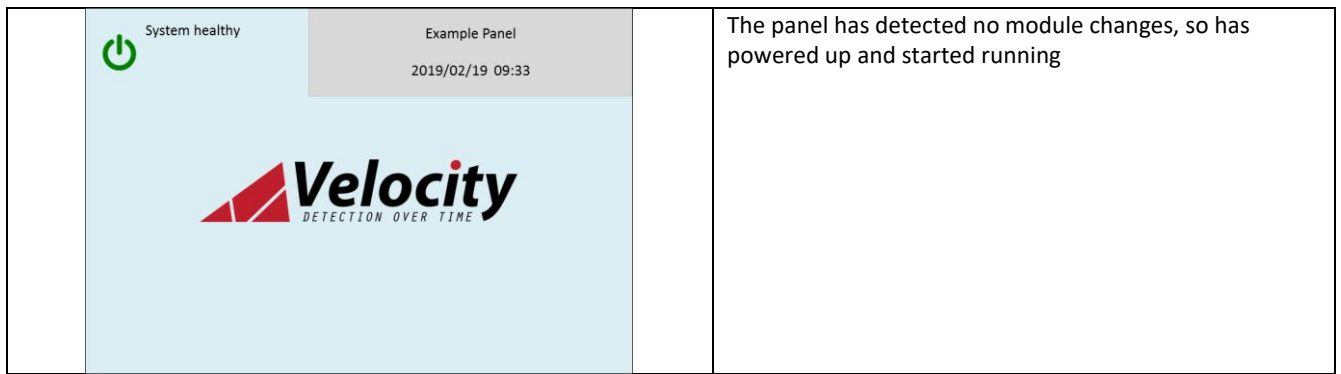 System healthy
Example Panel
2019/02/19 09:33
Velocity
DETECTION OVER TIME
The panel has detected no module changes, so has
powered up and started running